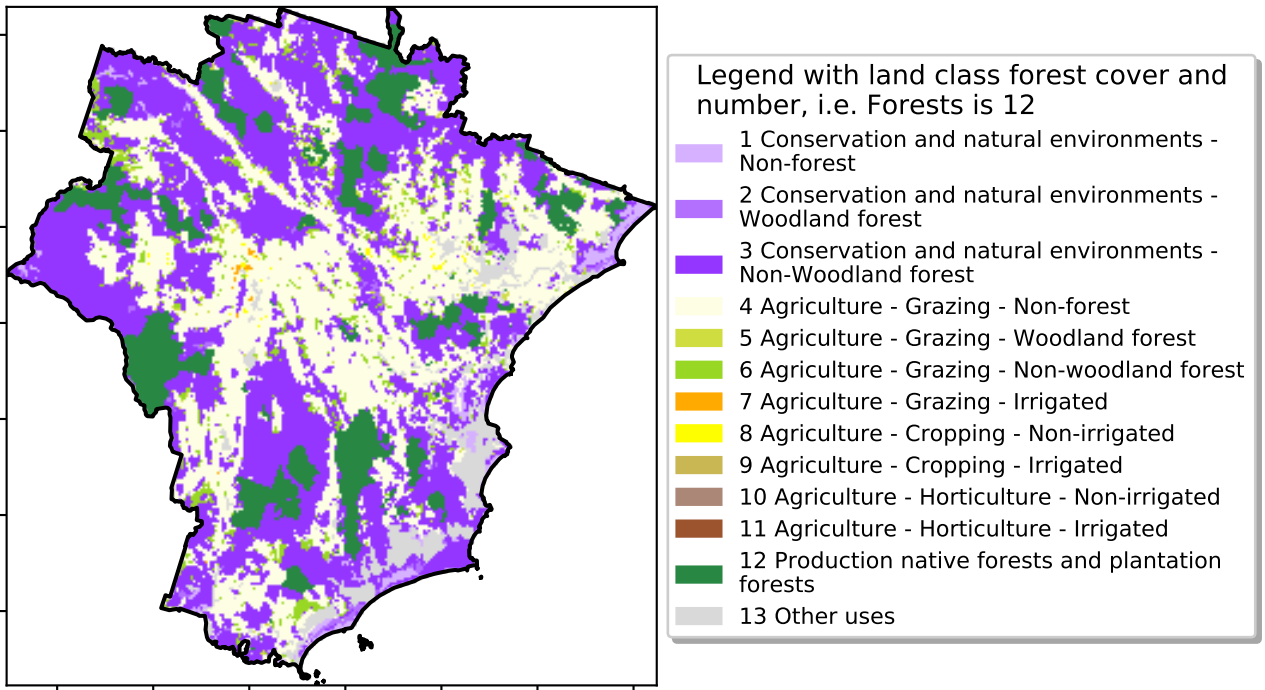 Legend with land class forest cover and
number, i.e. Forests is 12
1 Conservation and natural environments -
Non-forest
2 Conservation and natural environments -
Woodland forest
3 Conservation and natural environments -
Non-Woodland forest
4 Agriculture - Grazing - Non-forest
5 Agriculture - Grazing - Woodland forest
6 Agriculture - Grazing - Non-woodland forest
7 Agriculture - Grazing - Irrigated
8 Agriculture - Cropping - Non-irrigated
9 Agriculture - Cropping - Irrigated
10 Agriculture - Horticulture - Non-irrigated
11 Agriculture - Horticulture - Irrigated
12 Production native forests and plantation
forests
13 Other uses